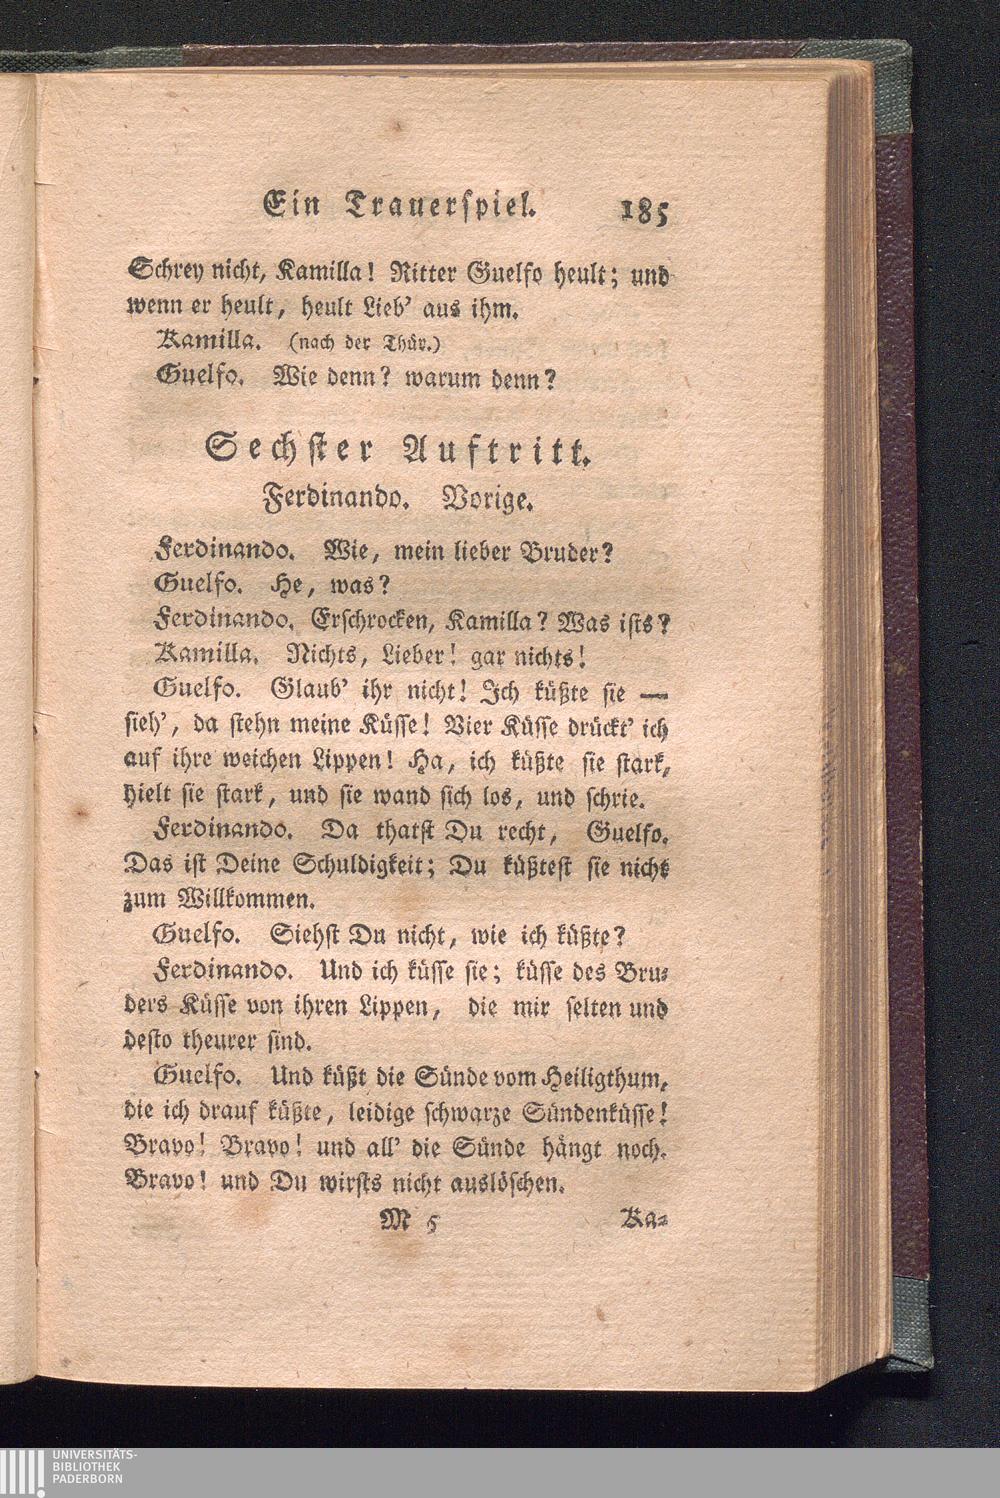 Ein Trauerspiel. 185
Schrey nicht, Kamilla! Ritter Guelfo heult; und
wenn er heult, heult Lieb' aus ihm.
Kamilla. (nach der Thür.)
Guelfo. Wie denn? warum denn?
Sechster Auftritt.
Ferdinando. Vorige.
Ferdinando. Wie, mein lieber Bruder?
Guelfo. He, was?
Ferdinando. Erschrocken, Kamilla? Was ists?
Kamilla. Nichts, Lieber! gar nichts!
Guelfo. Glaub' ihr nicht! Ich küßte sie —
sieh', da stehn meine Küsse! Vier Küsse drückt' ich
auf ihre weichen Lippen! Ha, ich küßte sie stark,
hielt sie stark, und sie wand sich los, und schrie.
Ferdinando. Da thatst Du recht, Guelfo.
Das ist Deine Schuldigkeit; Du küßtest sie nicht
zum Willkommen.
Guelfo. Siehst Du nicht, wie ich küßte?
Ferdinando. Und ich küsse sie; küsse des Bru-
ders Küsse von ihren Lippen, die mir selten und
desto theurer sind.
Guelfo. Und küßt die Sünde vom Heiligthum,
die ich drauf küßte, leidige schwarze Sündenküsse!
Bravo! Bravo! und all' die Sünde hängt noch.
Bravo! und Du wirsts nicht auslöschen.
M 5 Ka-
UNIVERSITÄTS-
BIBLIOTHEK
PADERBORN